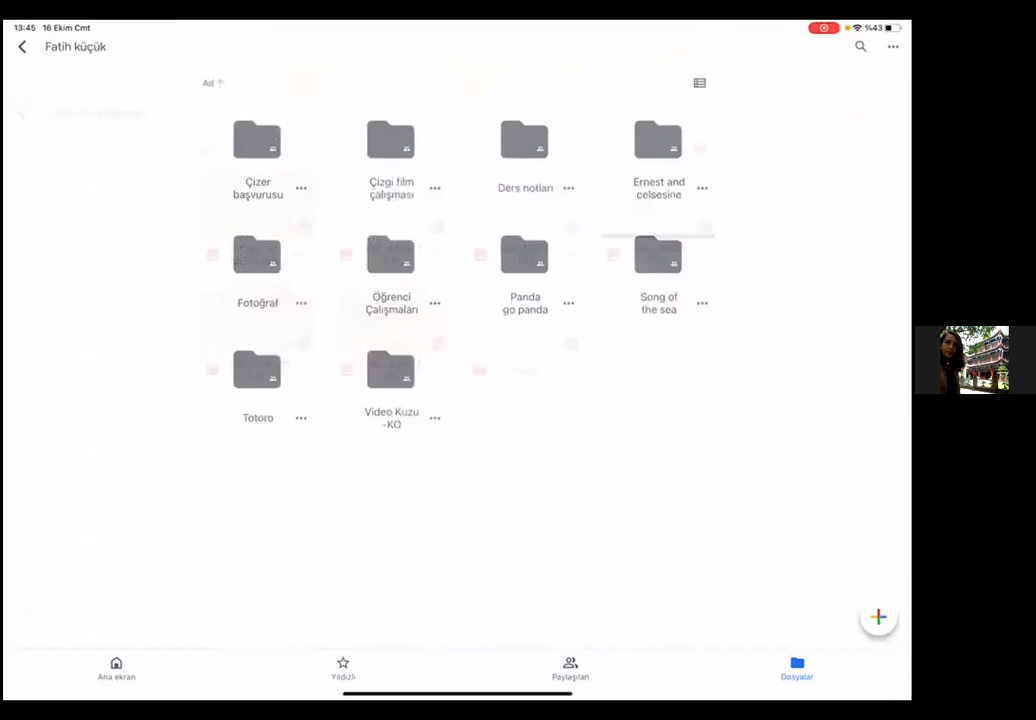 13:45 16 Ekim Cmt
%43
Fatih küçük
Ad
Çizer
başvurusu
Çizgi film
çalışması
Ders notları
Ernest and
celsesine
Fotoğraf
Öğrenci
Çalışmaları
Panda
go panda
Song of
the sea
Totoro
Video Kuzu
-KQ
Ana ekran
Yıldızlı
Paylaşılan
Dosyalar